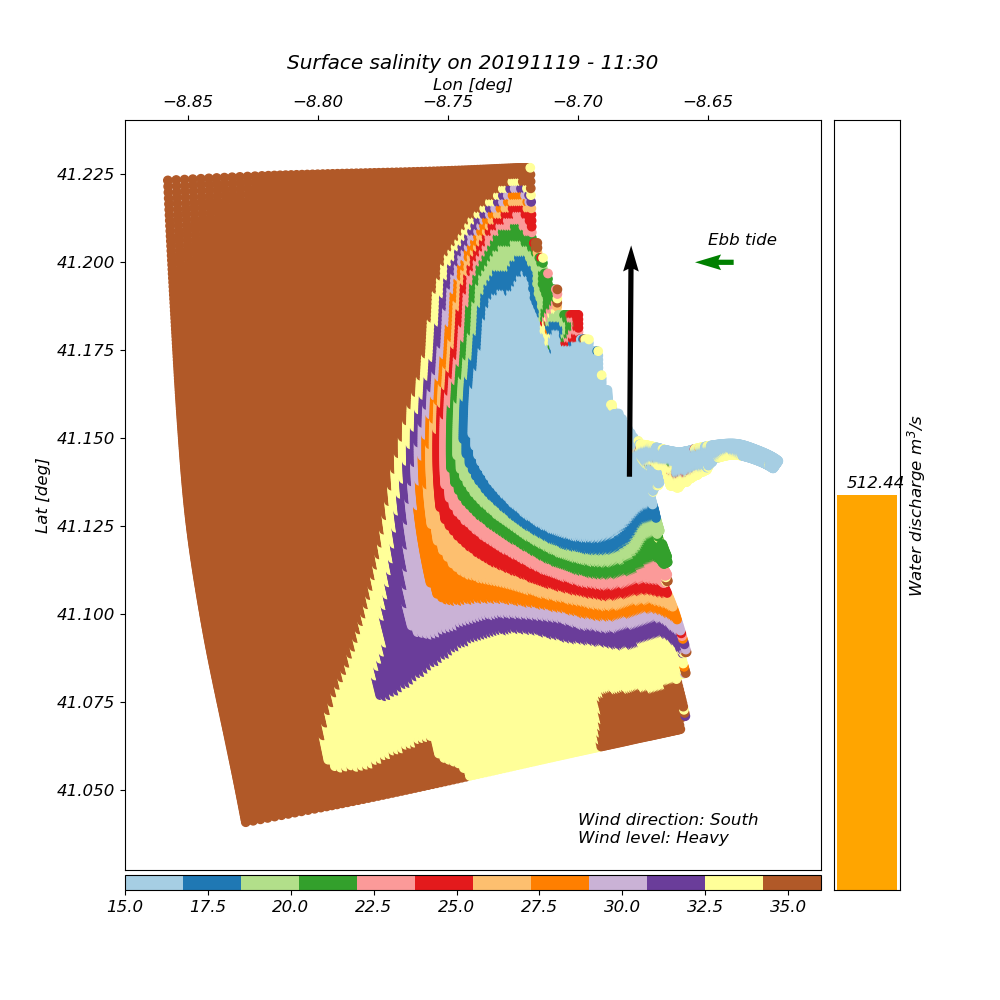 Surface salinity on 20191119 - 11:30
Lon [deg]
−8.85 −8.80 −8.75 −8.70 −8.65
41.225
41.200
41.175
41.150
41.125
41.100
41.075
41.050
Lat [deg]
Ebb tide
Wind direction: South
Wind level: Heavy
512.44
Water discharge m³/s
15.0 17.5 20.0 22.5 25.0 27.5 30.0 32.5 35.0